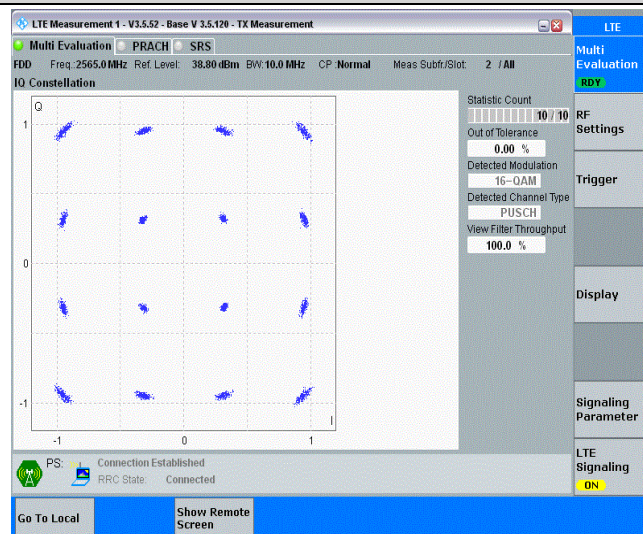 LTE Measurement 1 - V3.5.52 - Base V 3.5.120 - TX Measurement
LTE
Multi Evaluation PRACH SRS
FDD Freq.:2565.0 MHz Ref. Level: 38.80 dBm BW:10.0 MHz CP :Normal Meas Subfr./Slot: 2 / All
IQ Constellation
Q
1
0
-1
I
-1 0 1
Statistic Count
10 / 10
Out of Tolerance
0.00 %
Detected Modulation
16-QAM
Detected Channel Type
PUSCH
View Filter Throughput
100.0 %
PS: Connection Established
RRC State: Connected
Multi
Evaluation
RDY
RF
Settings
Trigger
Display
Signaling
Parameter
LTE
Signaling
ON
Go To Local
Show Remote
Screen